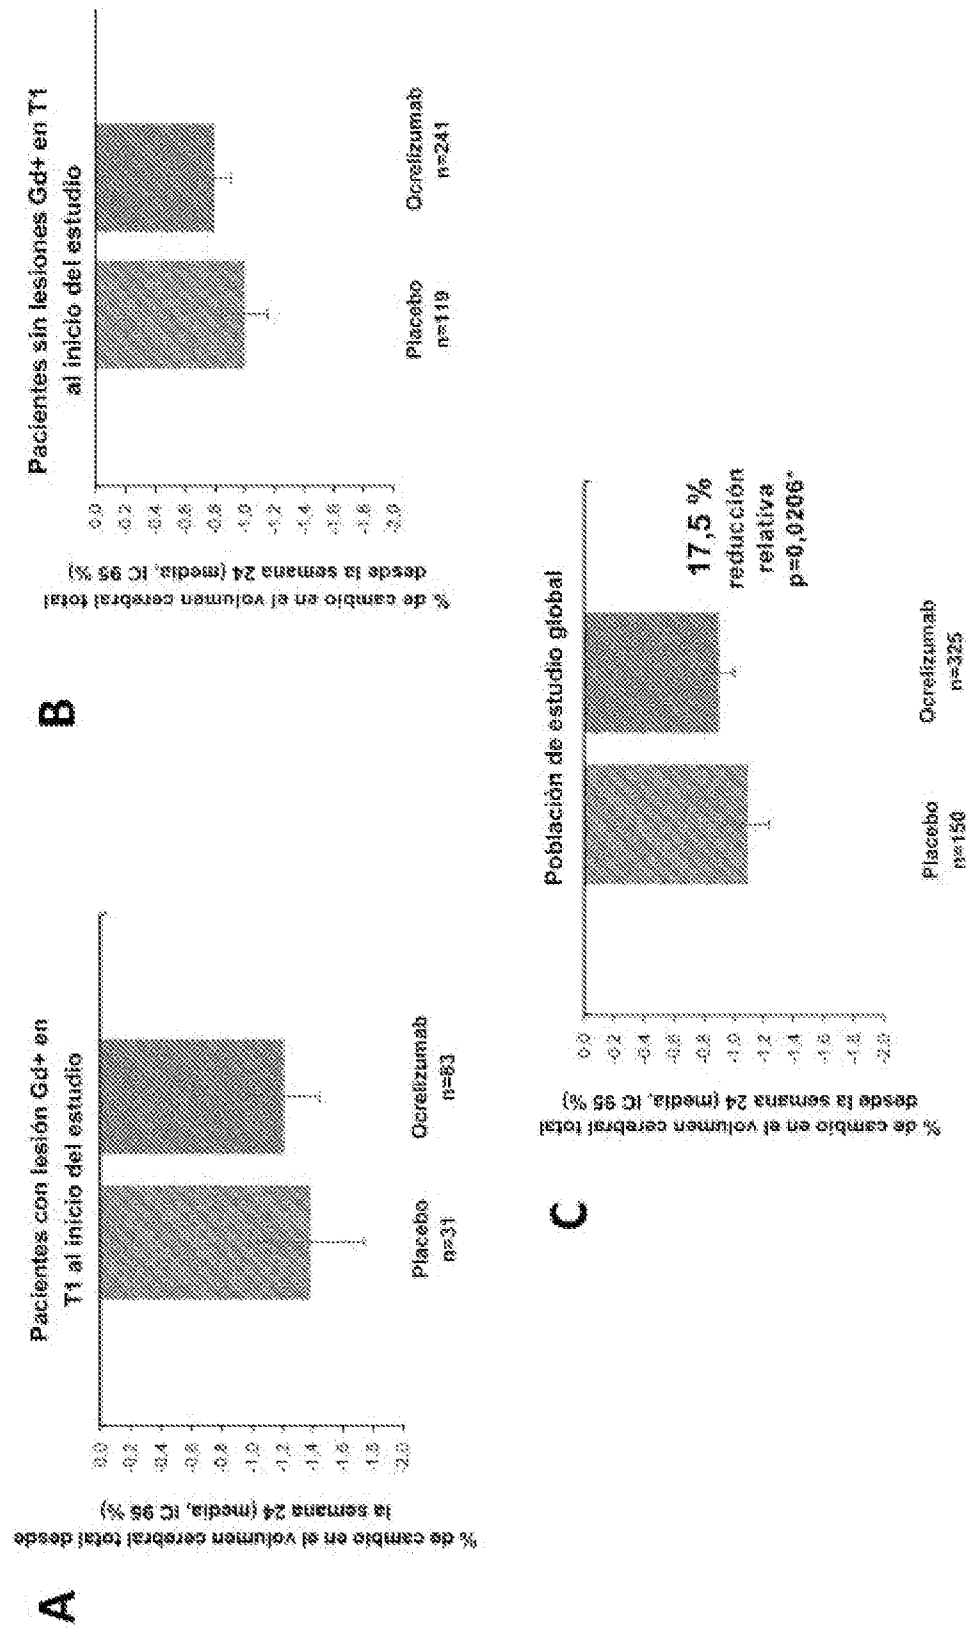 A
Pacientes con lesión Gd+ en
T1 al inicio del estudio
% de cambio en el volumen cerebral total desde
la semana 24 (media, IC 95 %)
0,0
-0,2
-0,4
-0,6
-0,8
-1,0
-1,2
-1,4
-1,6
-1,8
-2,0
Placebo
n=31
Ocrelizumab
n=83
B
Pacientes sin lesiones Gd+ en T1
al inicio del estudio
% de cambio en el volumen cerebral total
desde la semana 24 (media, IC 95 %)
0,0
-0,2
-0,4
-0,6
-0,8
-1,0
-1,2
-1,4
-1,6
-1,8
-2,0
Placebo
n=119
Ocrelizumab
n=241
C
Población de estudio global
% de cambio en el volumen cerebral total
desde la semana 24 (media, IC 95 %)
0,0
-0,2
-0,4
-0,6
-0,8
-1,0
-1,2
-1,4
-1,6
-1,8
-2,0
17,5 %
reducción
relativa
p=0,0206*
Placebo
n=150
Ocrelizumab
n=325